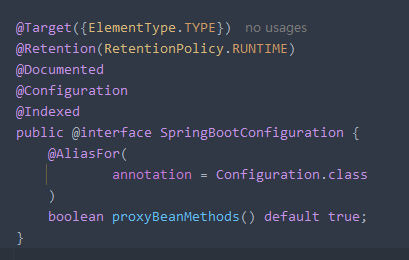 @Target({ElementType.TYPE}) no usages
@Retention(RetentionPolicy.RUNTIME)
@Documented
@Configuration
@Indexed
public @interface SpringBootConfiguration {
    @AliasFor(
            annotation = Configuration.class
    )
    boolean proxyBeanMethods() default true;
}